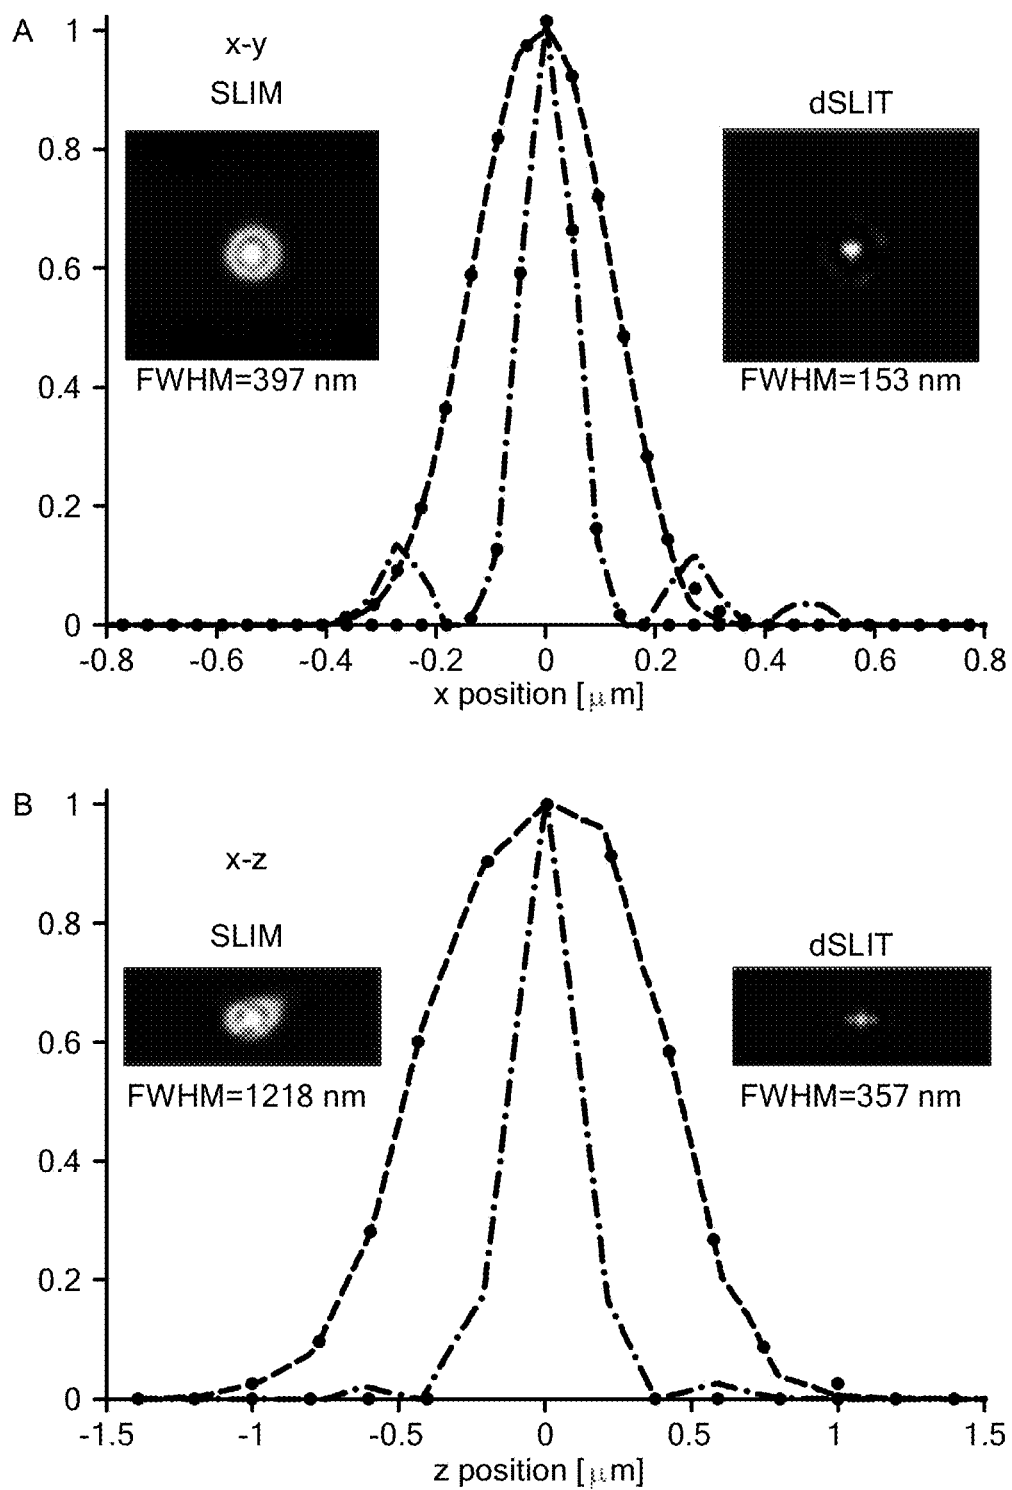 A
x-y
SLIM
dSLIT
FWHM=397 nm
FWHM=153 nm
1
0.8
0.6
0.4
0.2
0
-0.8 -0.6 -0.4 -0.2 0 0.2 0.4 0.6 0.8
x position [μm]
B
x-z
SLIM
dSLIT
FWHM=1218 nm
FWHM=357 nm
1
0.8
0.6
0.4
0.2
0
-1.5 -1 -0.5 0 0.5 1 1.5
z position [μm]